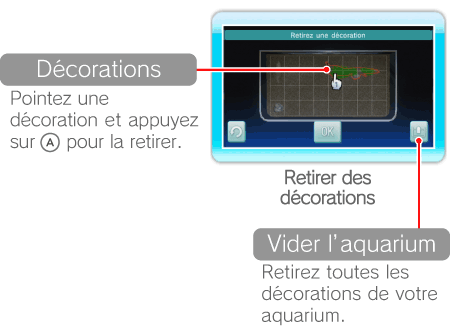 Retirez une décoration
Décorations
Pointez une
décoration et appuyez
sur Ⓐ pour la retirer.
OK
Retirer des
décorations
Vider l'aquarium
Retirez toutes les
décorations de votre
aquarium.